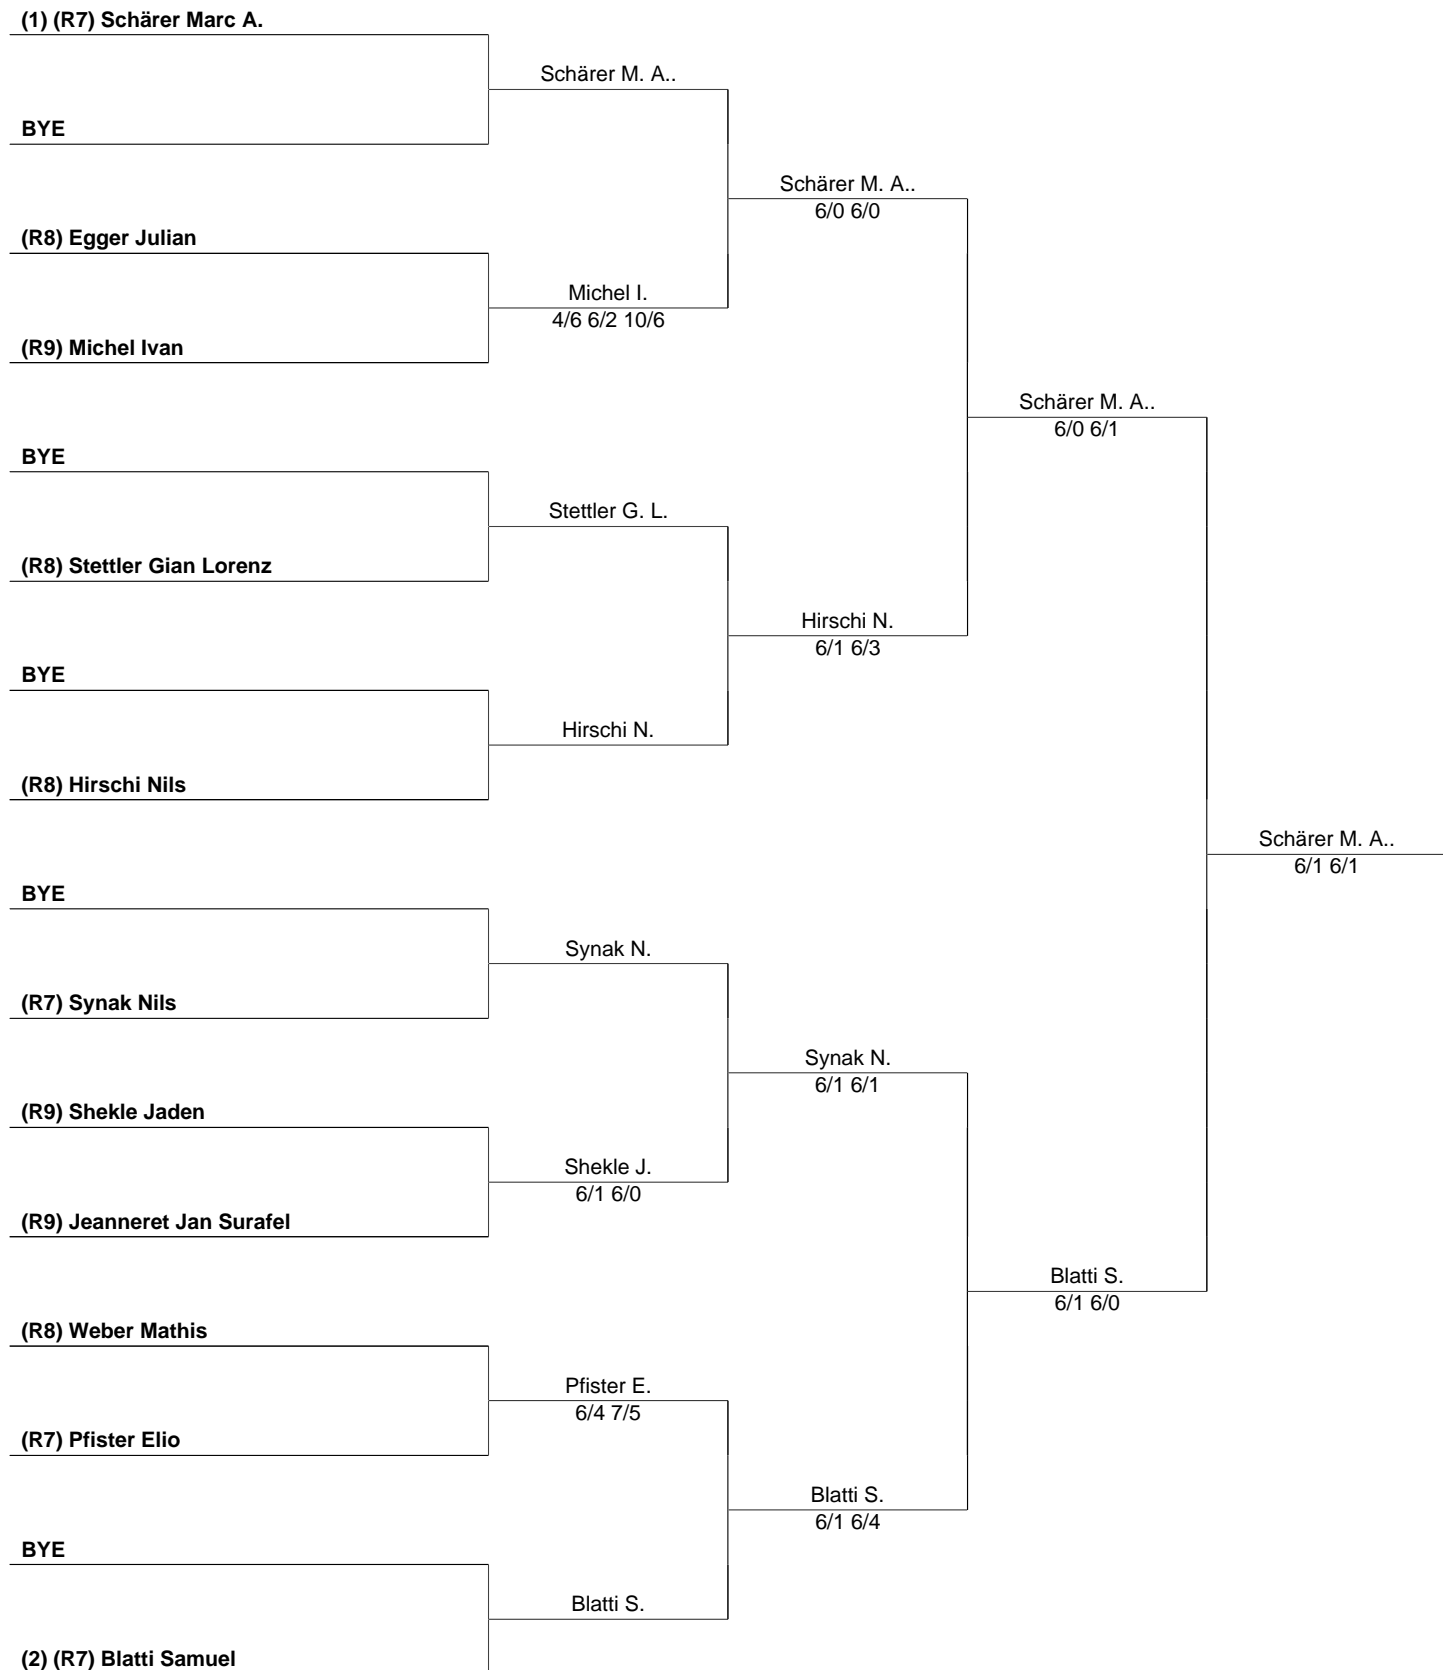 (1) (R7) Schärer Marc A.
Schärer M. A..
BYE
Schärer M. A..
6/0 6/0
(R8) Egger Julian
Michel I.
4/6 6/2 10/6
(R9) Michel Ivan
Schärer M. A..
6/0 6/1
BYE
Stettler G. L.
(R8) Stettler Gian Lorenz
Hirschi N.
6/1 6/3
BYE
Hirschi N.
(R8) Hirschi Nils
Schärer M. A..
6/1 6/1
BYE
Synak N.
(R7) Synak Nils
Synak N.
6/1 6/1
(R9) Shekle Jaden
Shekle J.
6/1 6/0
(R9) Jeanneret Jan Surafel
Blatti S.
6/1 6/0
(R8) Weber Mathis
Pfister E.
6/4 7/5
(R7) Pfister Elio
Blatti S.
6/1 6/4
BYE
Blatti S.
(2) (R7) Blatti Samuel